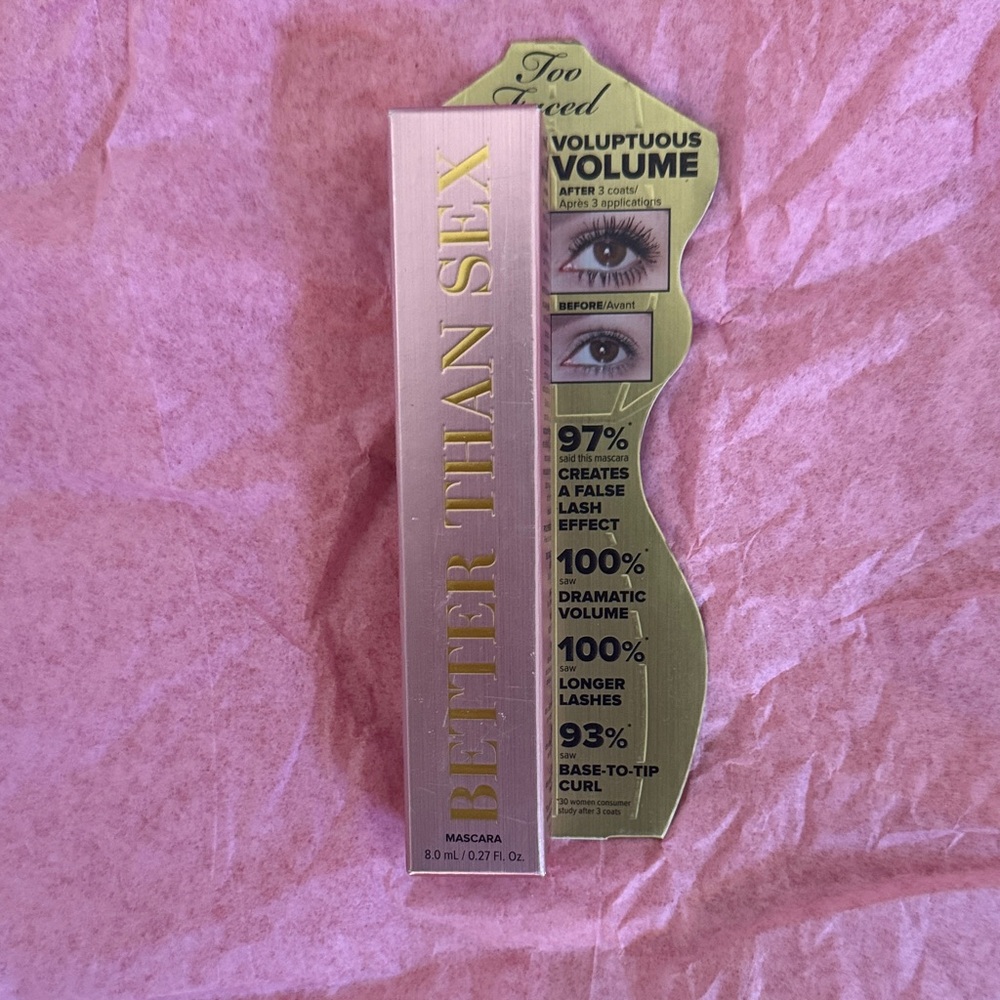 Too
Faced
BETTER THAN SEX
MASCARA
8.0 mL / 0.27 Fl. Oz.
VOLUPTUOUS
VOLUME
AFTER 3 coats/
Après 3 applications
BEFORE/Avant
97%*
said this mascara
CREATES
A FALSE
LASH
EFFECT
100%*
saw
DRAMATIC
VOLUME
100%*
saw
LONGER
LASHES
93%*
saw
BASE-TO-TIP
CURL
*30 women consumer
study after 3 coats